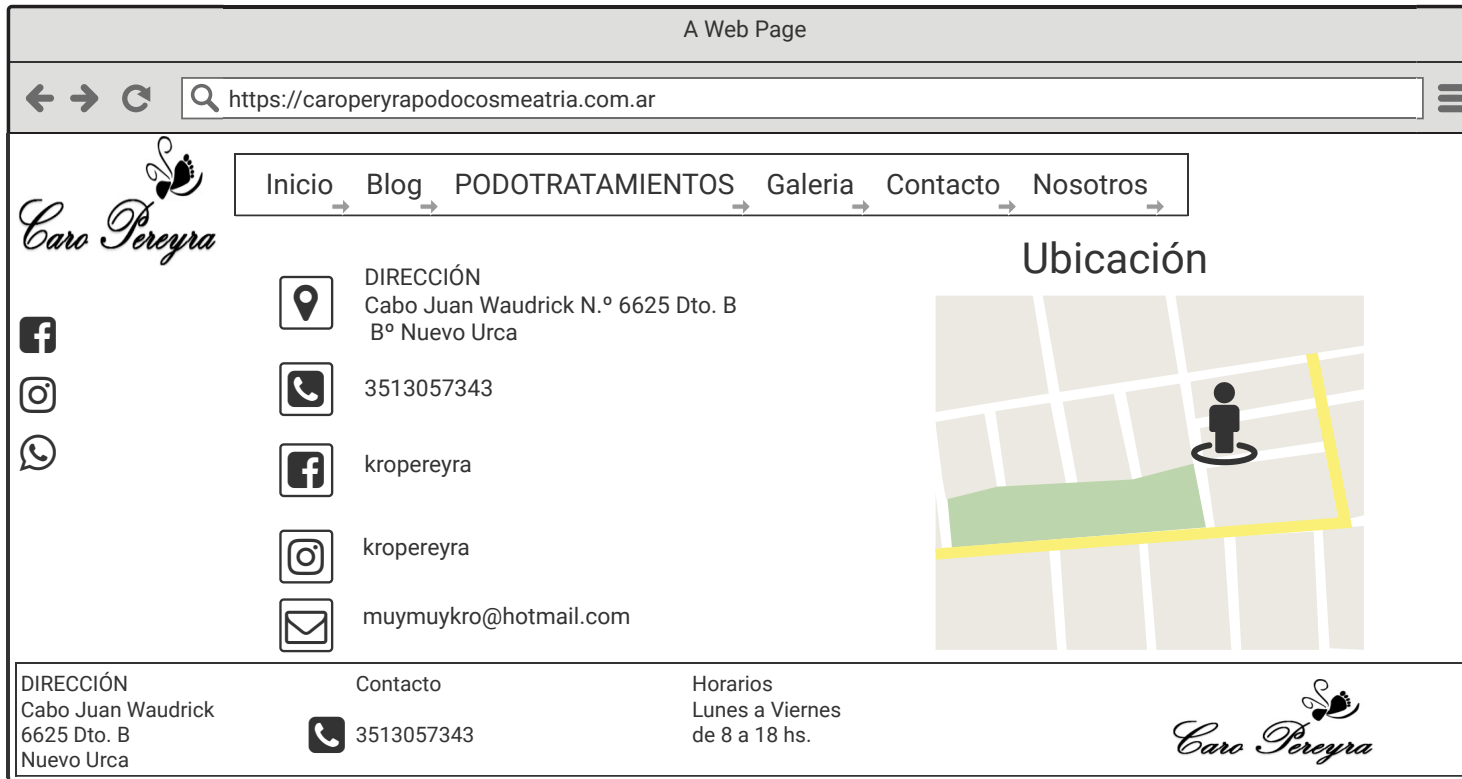 A Web Page
https://caroperyrapodocosmeatria.com.ar
Caro Pereyra
Inicio Blog PODOTRATAMIENTOS Galeria Contacto Nosotros
Ubicación
DIRECCIÓN
Cabo Juan Waudrick N.º 6625 Dto. B
Bº Nuevo Urca
3513057343
kropereyra
kropereyra
muymuykro@hotmail.com
DIRECCIÓN
Cabo Juan Waudrick
6625 Dto. B
Nuevo Urca
Contacto
3513057343
Horarios
Lunes a Viernes
de 8 a 18 hs.
Caro Pereyra